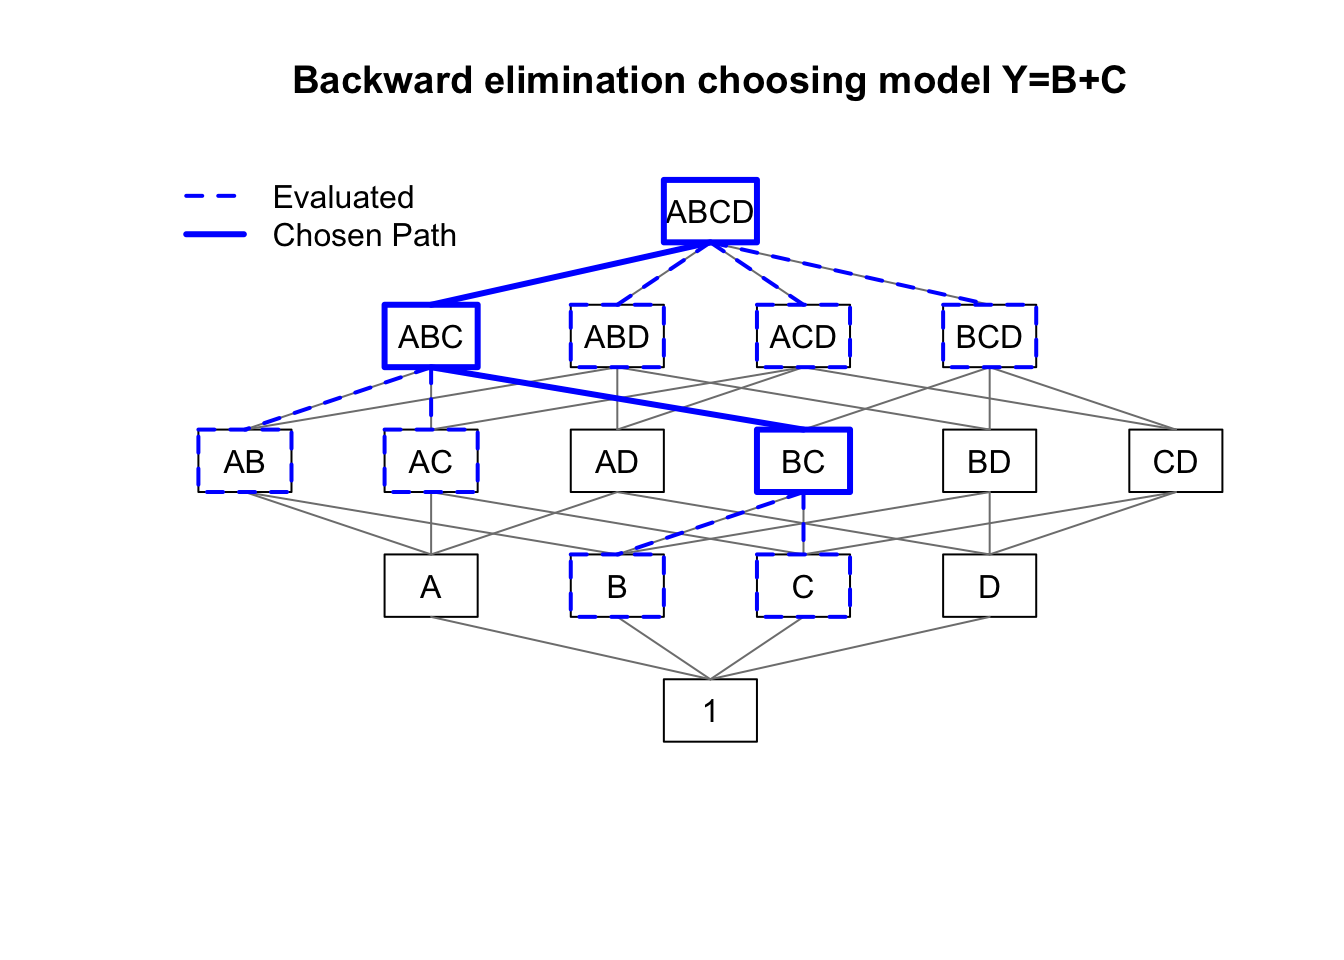 Backward elimination choosing model Y=B+C
Evaluated
Chosen Path
ABCD
ABC ABD ACD BCD
AB AC AD BC BD CD
A B C D
1